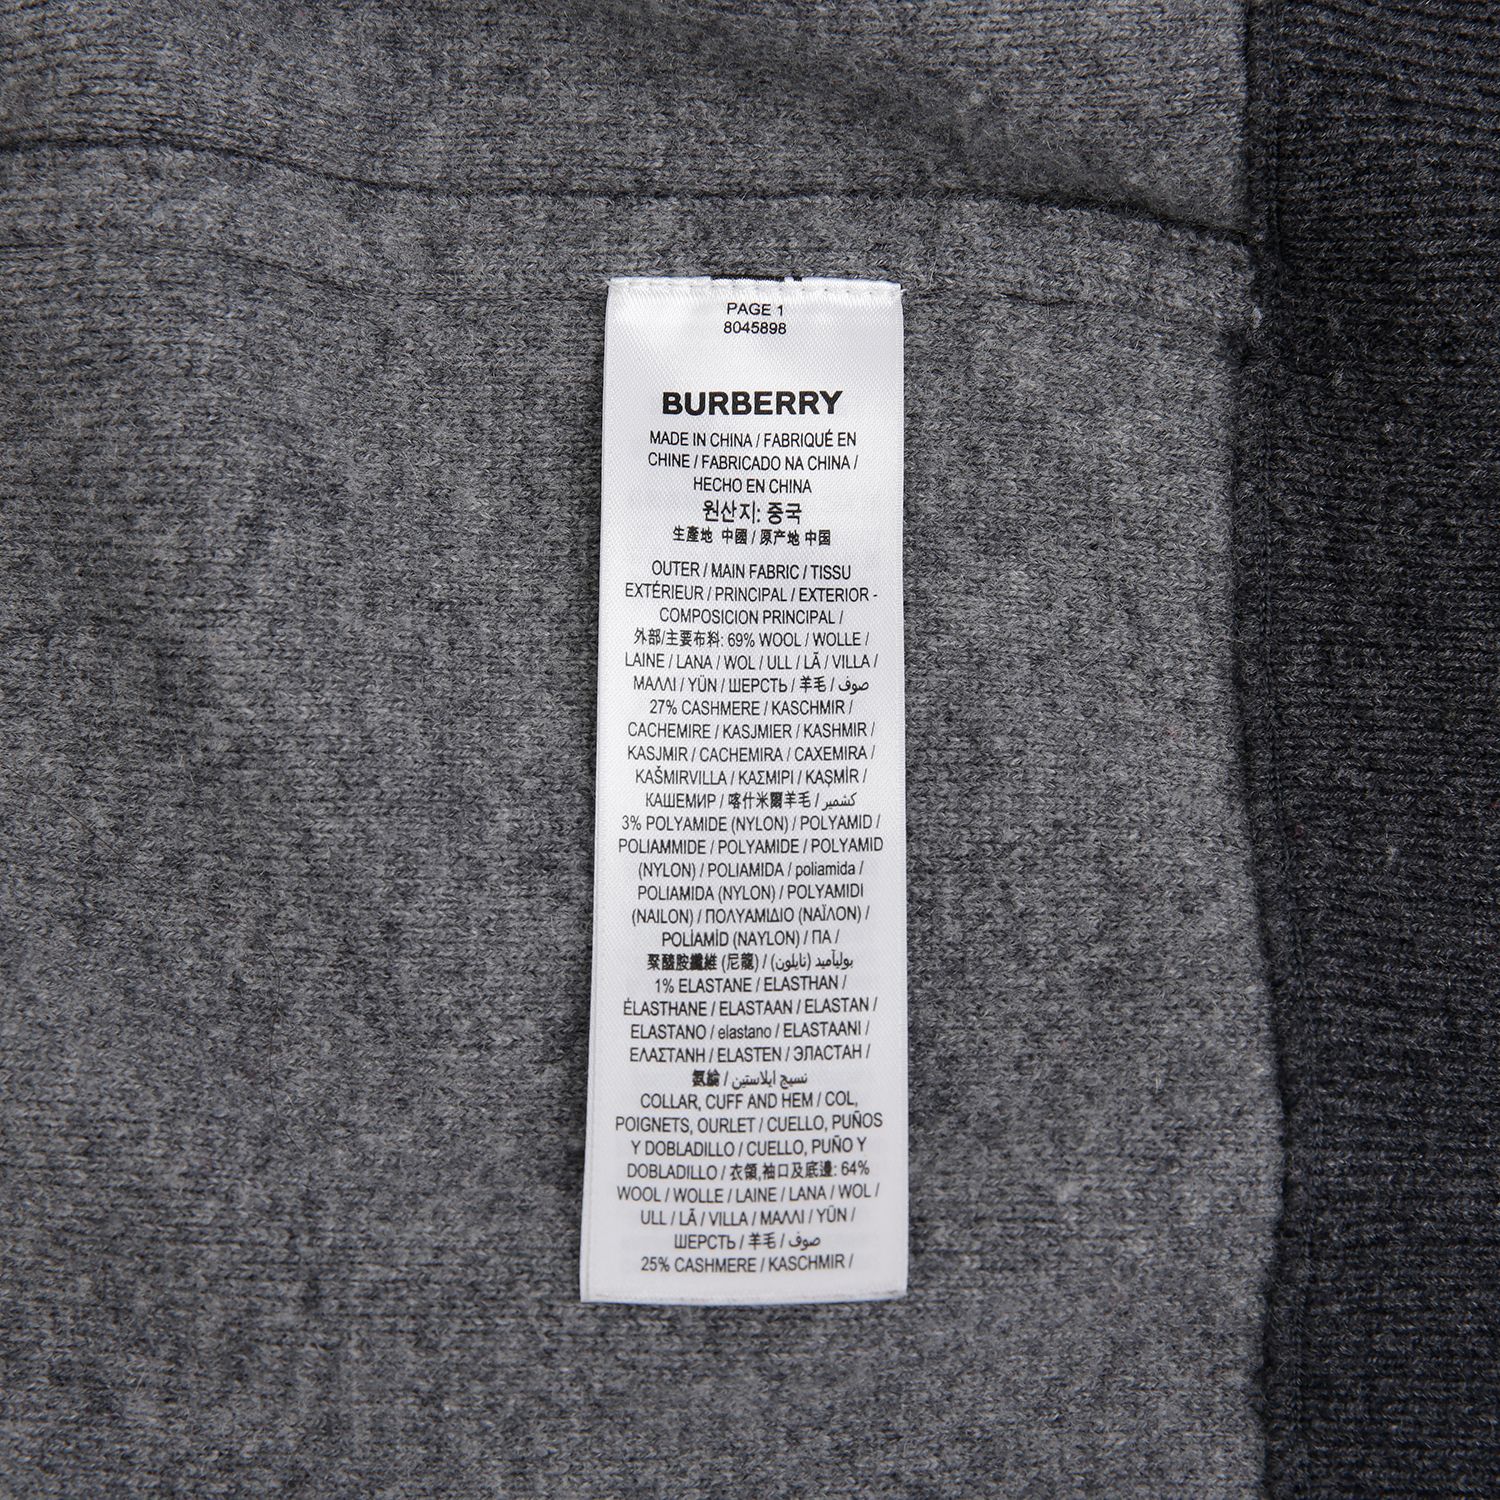 PAGE 1
8045898
BURBERRY
MADE IN CHINA / FABRIQUÉ EN
CHINE / FABRICADO NA CHINA /
HECHO EN CHINA
원산지: 중국
生產地 中國 / 原产地 中国
OUTER / MAIN FABRIC / TISSU
EXTÉRIEUR / PRINCIPAL / EXTERIOR -
COMPOSICION PRINCIPAL /
外部/主要布料: 69% WOOL / WOLLE /
LAINE / LANA / WOL / ULL / LÃ / VILLA /
ΜΑΛΛΙ / YÜN / ШЕРСТЬ / 羊毛 / صوف
27% CASHMERE / KASCHMIR /
CACHEMIRE / KASJMIER / KASHMIR /
KASJMIR / CACHEMIRA / CAXEMIRA /
KAŠMIRVILLA / ΚΑΣΜΙΡΙ / KAŞMİR /
КАШЕМИР / 喀什米爾羊毛 / كشمير
3% POLYAMIDE (NYLON) / POLYAMID /
POLIAMMIDE / POLYAMIDE / POLYAMID
(NYLON) / POLIAMIDA / poliamida /
POLIAMIDA (NYLON) / POLYAMIDI
(NAILON) / ΠΟΛΥΑΜΙΔΙΟ (ΝΑΪΛΟΝ) /
POLİAMİD (NAYLON) / ПА /
聚醯胺纖維 (尼龍) / بوليآميد (نايلون)
1% ELASTANE / ELASTHAN /
ÉLASTHANE / ELASTAAN / ELASTAN /
ELASTANO / elastano / ELASTAANI /
ΕΛΑΣΤΑΝΗ / ELASTEN / ЭЛАСТАН /
氨綸 / نسيج ايلاستين
COLLAR, CUFF AND HEM / COL,
POIGNETS, OURLET / CUELLO, PUÑOS
Y DOBLADILLO / CUELLO, PUÑO Y
DOBLADILLO / 衣領,袖口及底邊: 64%
WOOL / WOLLE / LAINE / LANA / WOL /
ULL / LÃ / VILLA / ΜΑΛΛΙ / YÜN /
ШЕРСТЬ / 羊毛 / صوف
25% CASHMERE / KASCHMIR /